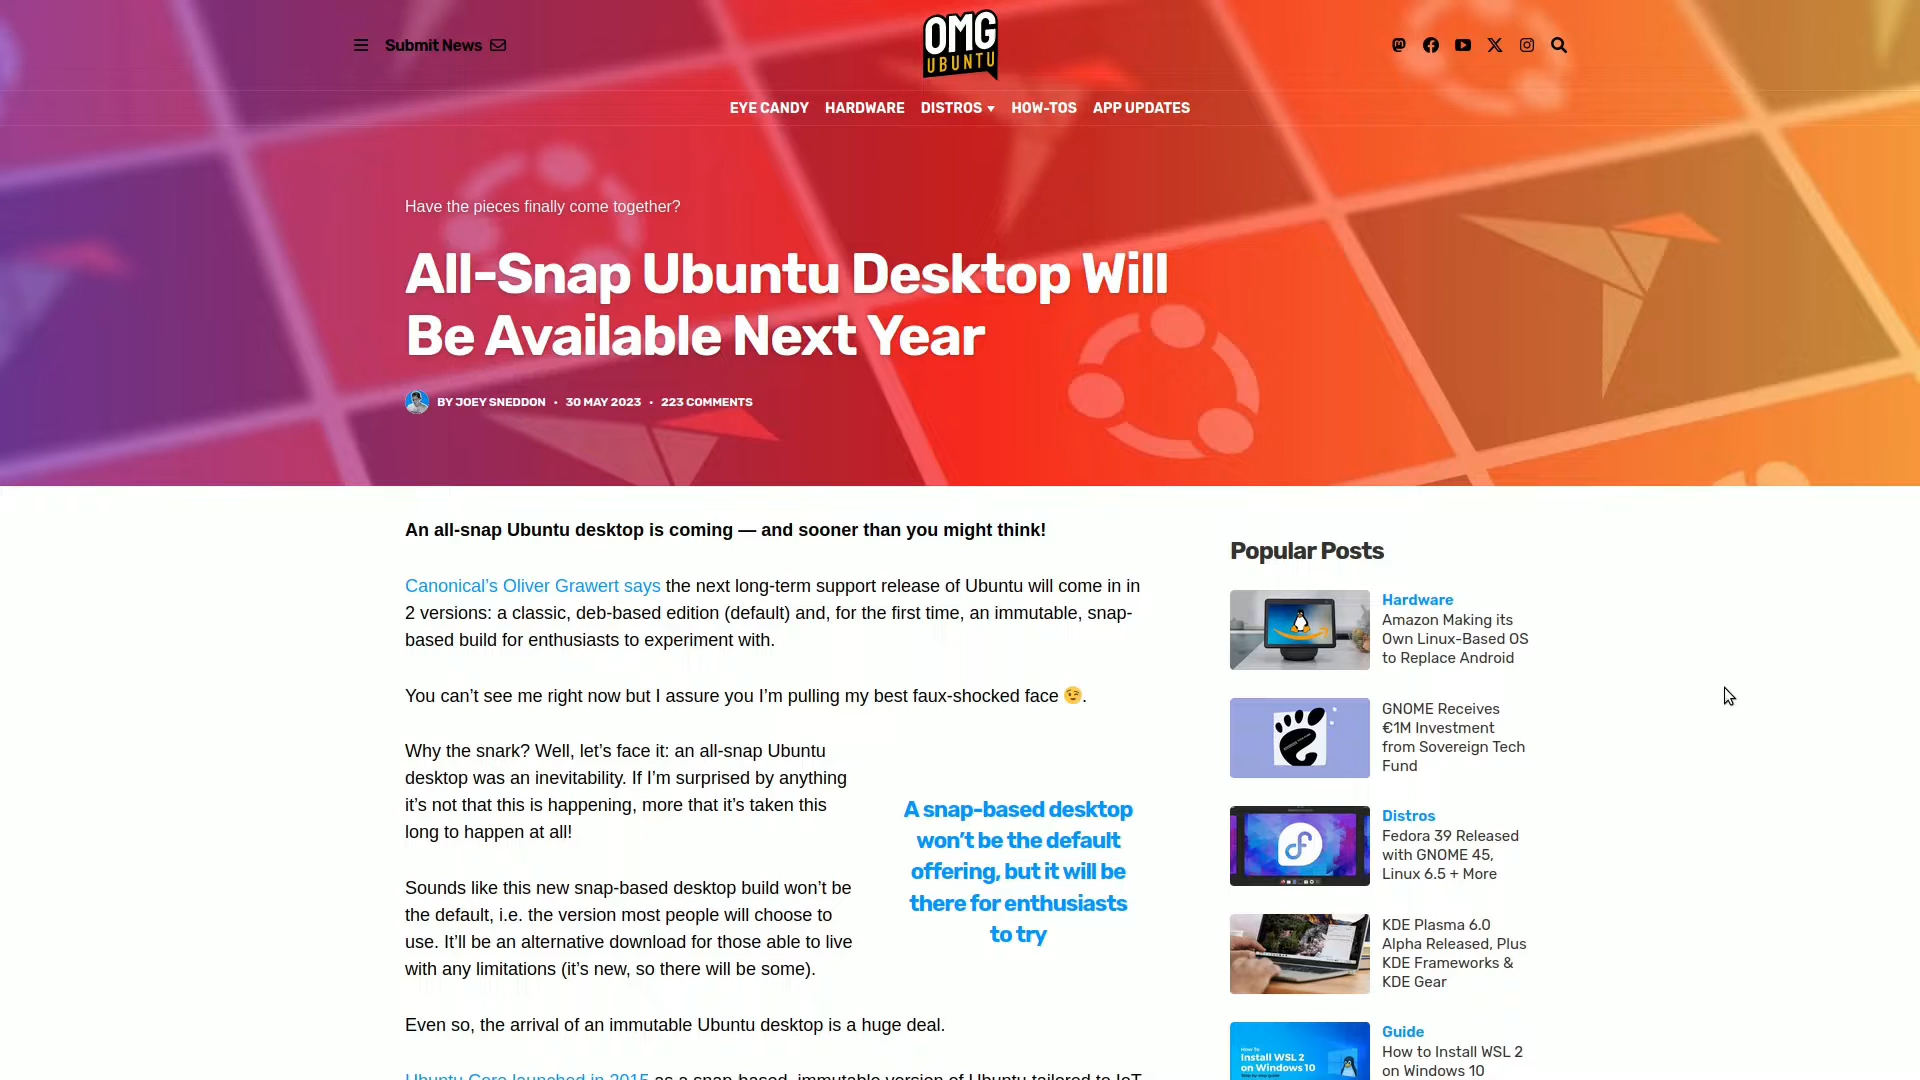 Submit News
OMG
UBUNTU
EYE CANDY
HARDWARE
DISTROS
HOW-TOS
APP UPDATES
Have the pieces finally come together?
All-Snap Ubuntu Desktop Will
Be Available Next Year
BY JOEY SNEDDON • 30 MAY 2023 • 223 COMMENTS
An all-snap Ubuntu desktop is coming — and sooner than you might think!
Canonical’s Oliver Grawert says the next long-term support release of Ubuntu will come in in
2 versions: a classic, deb-based edition (default) and, for the first time, an immutable, snap-
based build for enthusiasts to experiment with.
You can’t see me right now but I assure you I’m pulling my best faux-shocked face 😉.
Why the snark? Well, let’s face it: an all-snap Ubuntu
desktop was an inevitability. If I’m surprised by anything
it’s not that this is happening, more that it’s taken this
long to happen at all!
A snap-based desktop
won’t be the default
offering, but it will be
there for enthusiasts
to try
Sounds like this new snap-based desktop build won’t be
the default, i.e. the version most people will choose to
use. It’ll be an alternative download for those able to live
with any limitations (it’s new, so there will be some).
Even so, the arrival of an immutable Ubuntu desktop is a huge deal.
Ubuntu Core launched in 2015 as a snap-based, immutable version of Ubuntu tailored to IoT
Popular Posts
Hardware
Amazon Making its
Own Linux-Based OS
to Replace Android
GNOME Receives
€1M Investment
from Sovereign Tech
Fund
Distros
Fedora 39 Released
with GNOME 45,
Linux 6.5 + More
KDE Plasma 6.0
Alpha Released, Plus
KDE Frameworks &
KDE Gear
How To
Install WSL 2
on Windows 10
Guide
How to Install WSL 2
on Windows 10